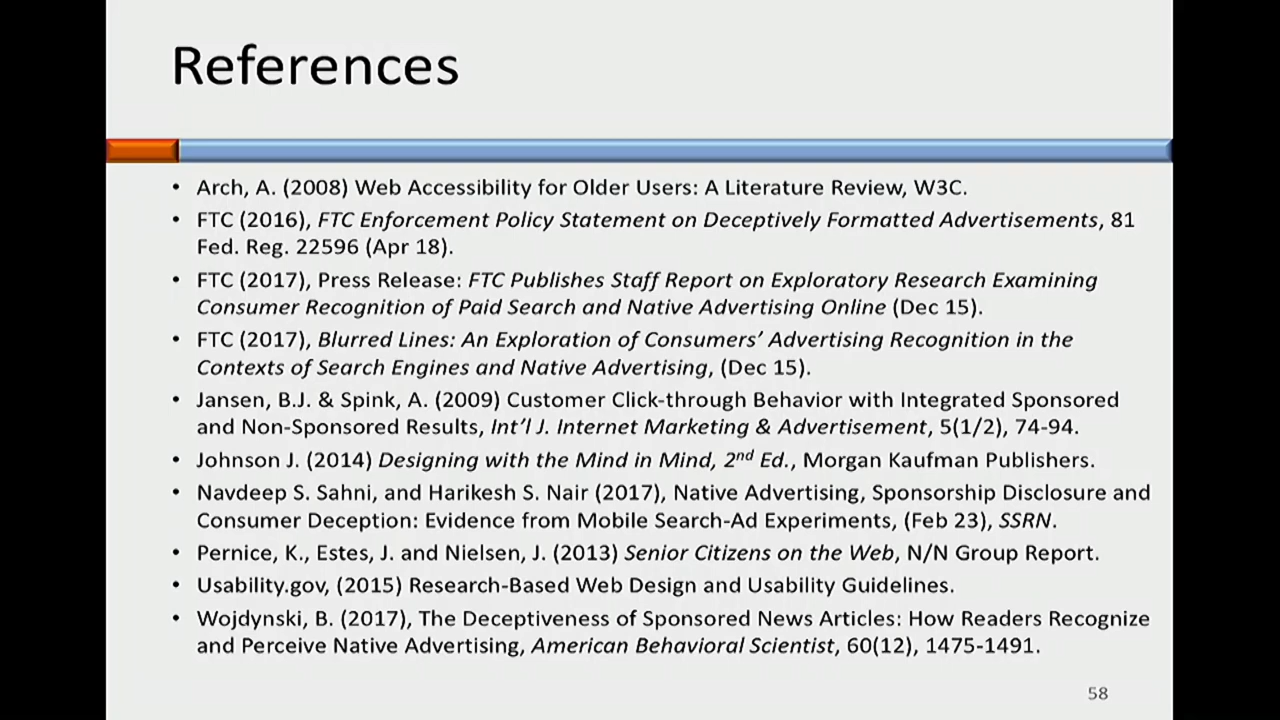 References
• Arch, A. (2008) Web Accessibility for Older Users: A Literature Review, W3C.
• FTC (2016), FTC Enforcement Policy Statement on Deceptively Formatted Advertisements, 81
Fed. Reg. 22596 (Apr 18).
• FTC (2017), Press Release: FTC Publishes Staff Report on Exploratory Research Examining
Consumer Recognition of Paid Search and Native Advertising Online (Dec 15).
• FTC (2017), Blurred Lines: An Exploration of Consumers’ Advertising Recognition in the
Contexts of Search Engines and Native Advertising, (Dec 15).
• Jansen, B.J. & Spink, A. (2009) Customer Click-through Behavior with Integrated Sponsored
and Non-Sponsored Results, Int’l J. Internet Marketing & Advertisement, 5(1/2), 74-94.
• Johnson J. (2014) Designing with the Mind in Mind, 2nd Ed., Morgan Kaufman Publishers.
• Navdeep S. Sahni, and Harikesh S. Nair (2017), Native Advertising, Sponsorship Disclosure and
Consumer Deception: Evidence from Mobile Search-Ad Experiments, (Feb 23), SSRN.
• Pernice, K., Estes, J. and Nielsen, J. (2013) Senior Citizens on the Web, N/N Group Report.
• Usability.gov, (2015) Research-Based Web Design and Usability Guidelines.
• Wojdynski, B. (2017), The Deceptiveness of Sponsored News Articles: How Readers Recognize
and Perceive Native Advertising, American Behavioral Scientist, 60(12), 1475-1491.
58